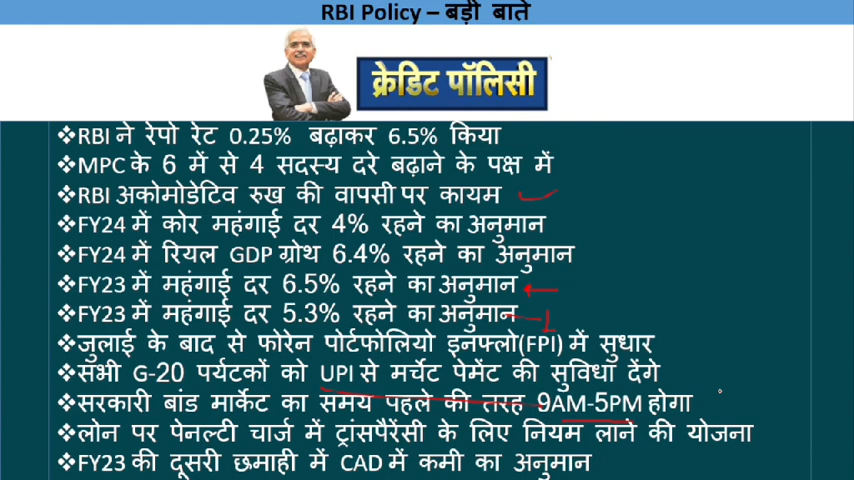 RBI Policy – बड़ी बातें
क्रेडिट पॉलिसी
❖RBI ने रेपो रेट 0.25% बढ़ाकर 6.5% किया
❖MPC के 6 में से 4 सदस्य दरे बढ़ाने के पक्ष में
❖RBI अकोमोडेटिव रुख की वापसी पर कायम
❖FY24 में कोर महंगाई दर 4% रहने का अनुमान
❖FY24 में रियल GDP ग्रोथ 6.4% रहने का अनुमान
❖FY23 में महंगाई दर 6.5% रहने का अनुमान
❖FY23 में महंगाई दर 5.3% रहने का अनुमान
❖जुलाई के बाद से फोरेन पोर्टफोलियो इनफ्लो(FPI) में सुधार
❖सभी G-20 पर्यटकों को UPI से मर्चेंट पेमेंट की सुविधा देंगे
❖सरकारी बांड मार्केट का समय पहले की तरह 9AM-5PM होगा
❖लोन पर पेनल्टी चार्ज में ट्रांसपैरेंसी के लिए नियम लाने की योजना
❖FY23 की दूसरी छमाही में CAD में कमी का अनुमान